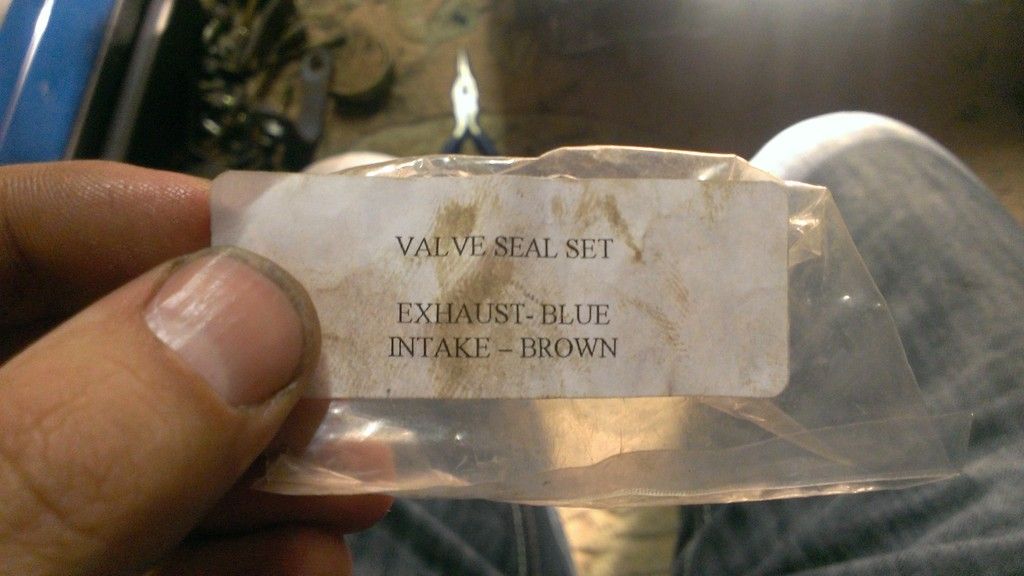 VALVE SEAL SET
EXHAUST- BLUE
INTAKE – BROWN